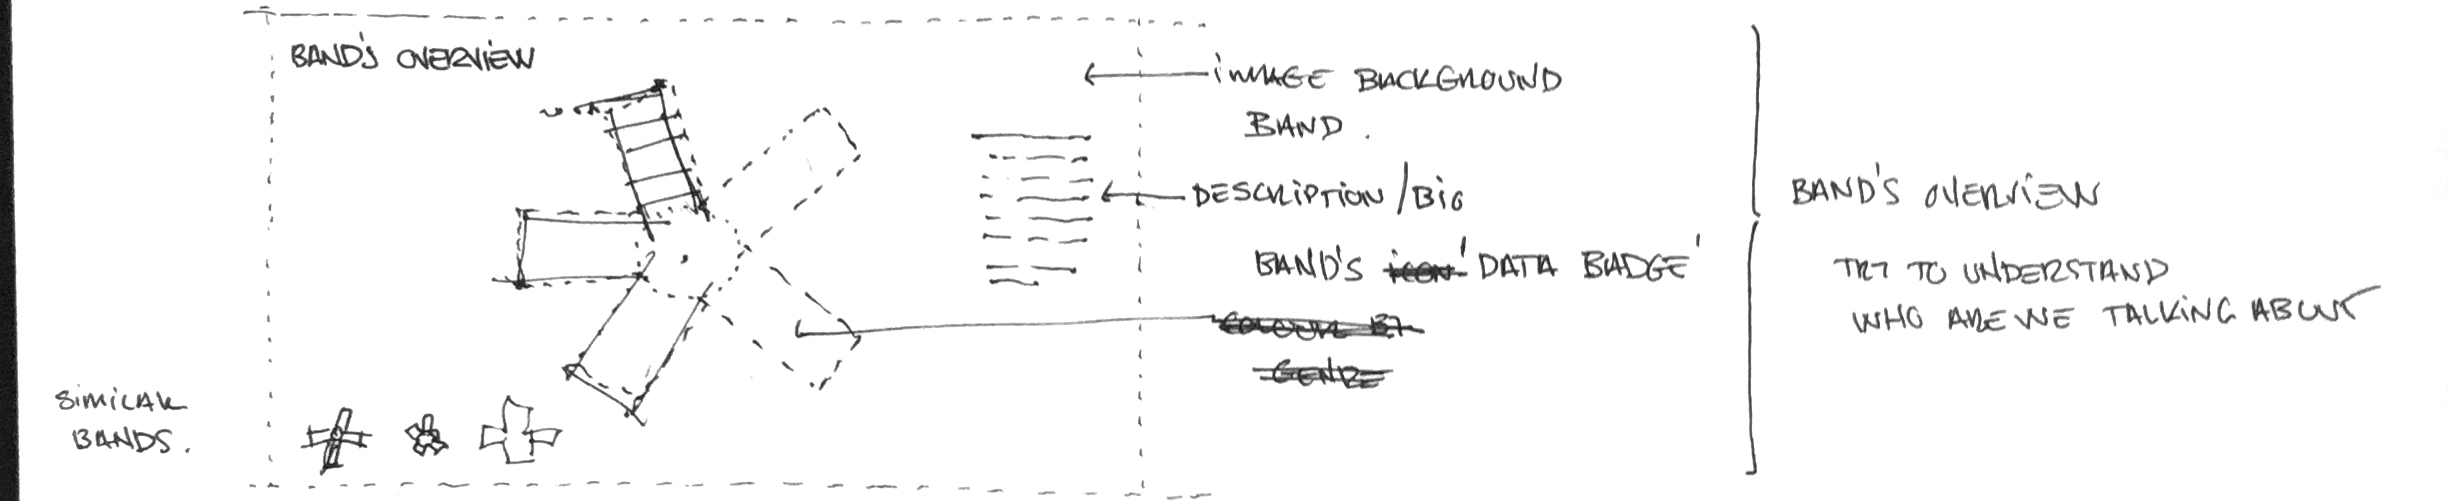 BAND'S OVERVIEW
IMAGE BACKGROUND
BAND.
DESCRIPTION/BIO
BAND'S ICON 'DATA BADGE'
COLOUR BY
GENRE
SIMILAR
BANDS.
BAND'S OVERVIEW
TRY TO UNDERSTAND
WHO ARE WE TALKING ABOUT